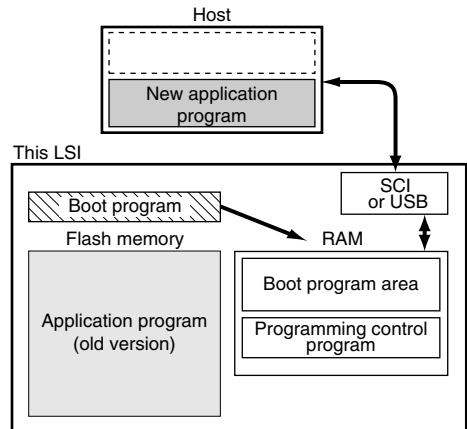 Host
New application
program
This LSI
SCI
or USB
Boot program
Flash memory
RAM
Application program
(old version)
Boot program area
Programming control
program